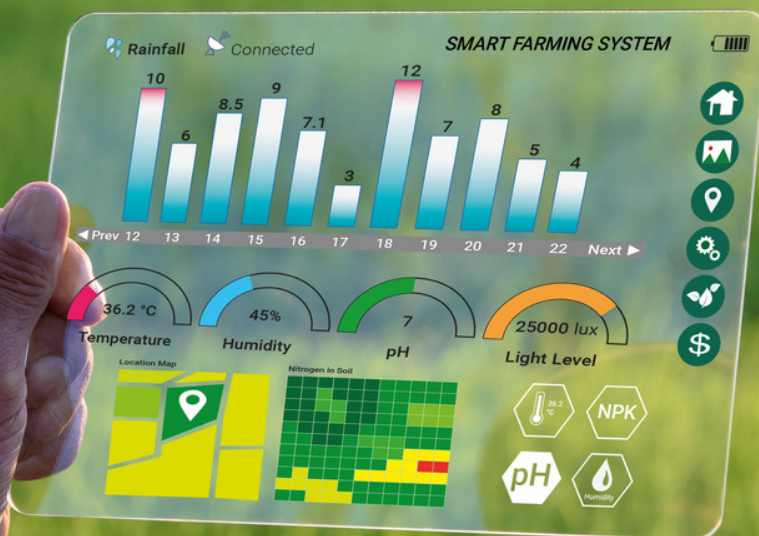 Rainfall Connected SMART FARMING SYSTEM
10 6 8.5 9 7.1 3 12 7 8 5 4
Prev 12 13 14 15 16 17 18 19 20 21 22 Next
36.2 °C 45% 7 25000 lux
Temperature Humidity pH Light Level
Location Map Nitrogen in Soil
36.2
°C
NPK
pH
Humidity
$